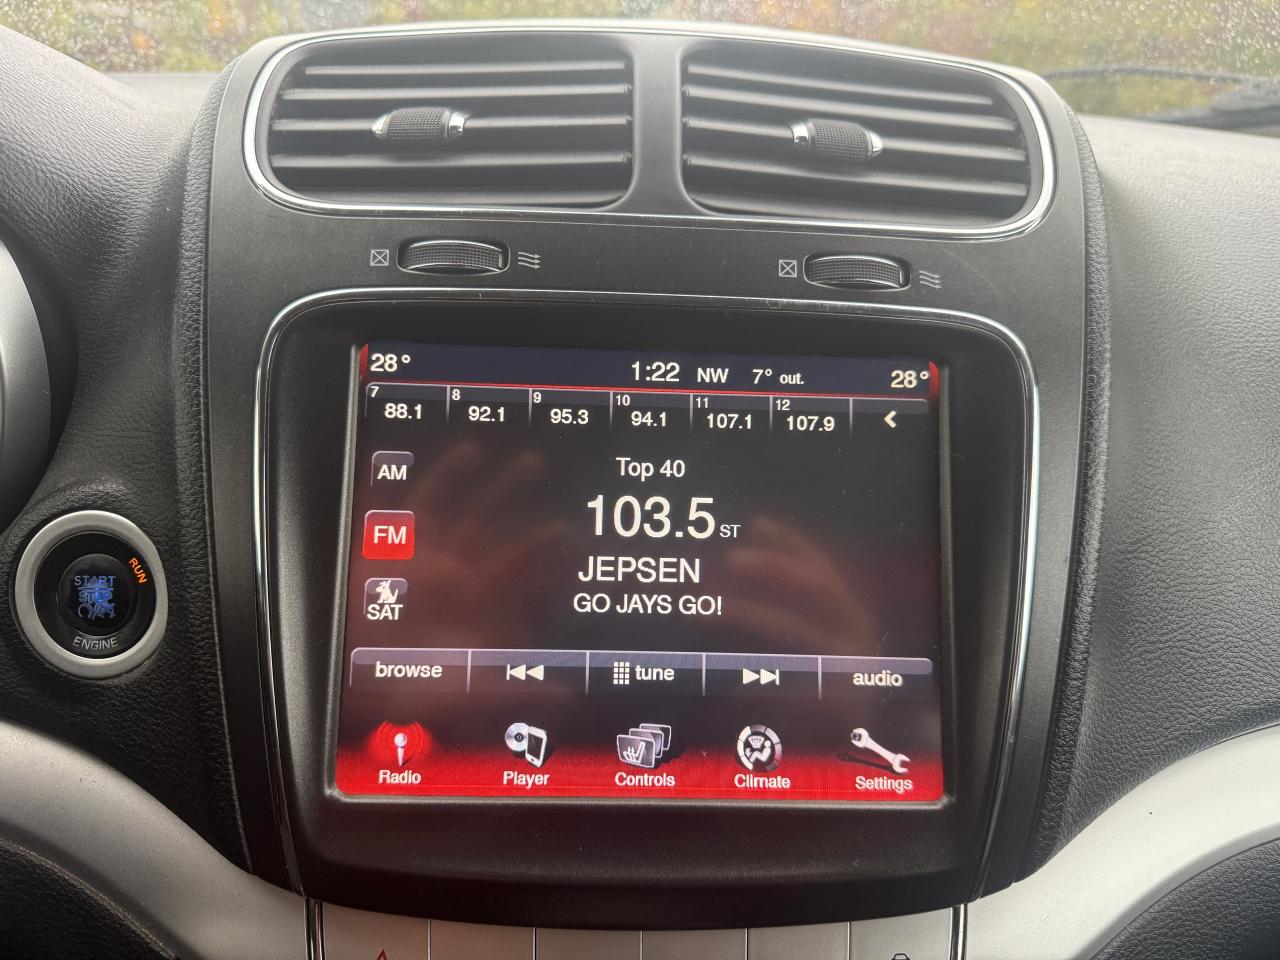 28° 1:22 NW 7° out. 28°
7 8 9 10 11 12
88.1 92.1 95.3 94.1 107.1 107.9
AM
Top 40
103.5 ST
FM
JEPSEN
GO JAYS GO!
SAT
browse tune audio
Radio Player Controls Climate Settings
START
STOP
RUN
ENGINE